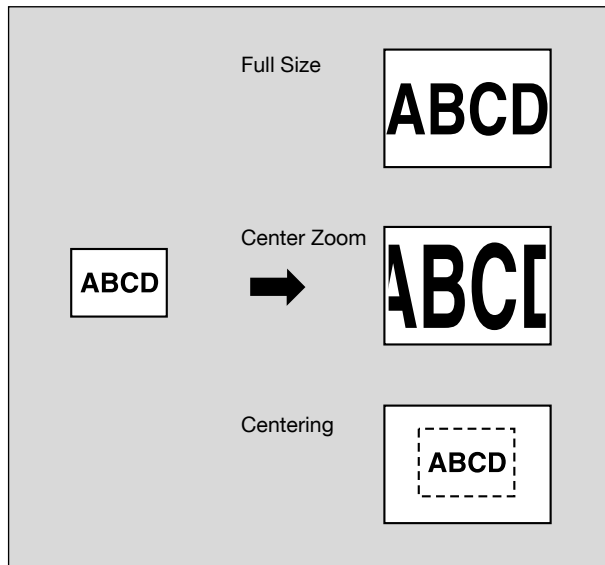 Full Size
ABCD
Center Zoom
ABCD
ABCD
Centering
ABCD